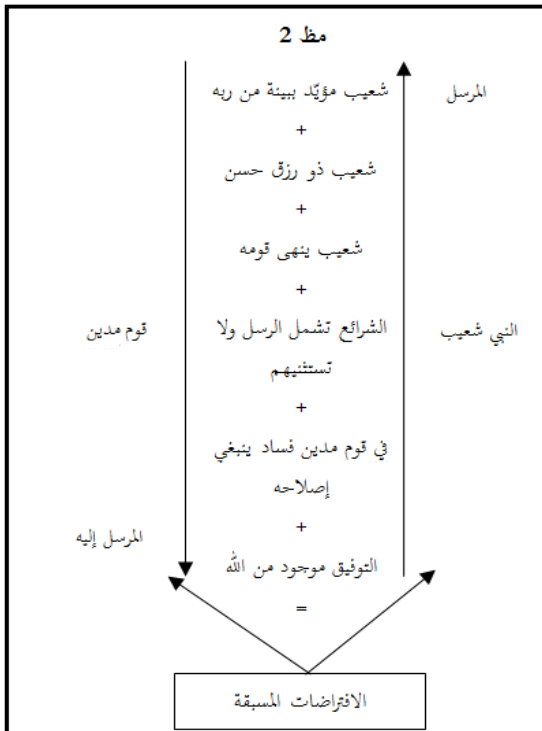 مظ 2
المرسل
شعيب مؤيّد ببينة من ربه
+
شعيب ذو رزق حسن
+
شعيب ينهى قومه
+
النبي شعيب
الشرائع تشمل الرسل ولا
تستثنيهم
قوم مدين
+
في قوم مدين فساد ينبغي
إصلاحه
+
المرسل إليه
التوفيق موجود من الله
=
الافتراضات المسبقة